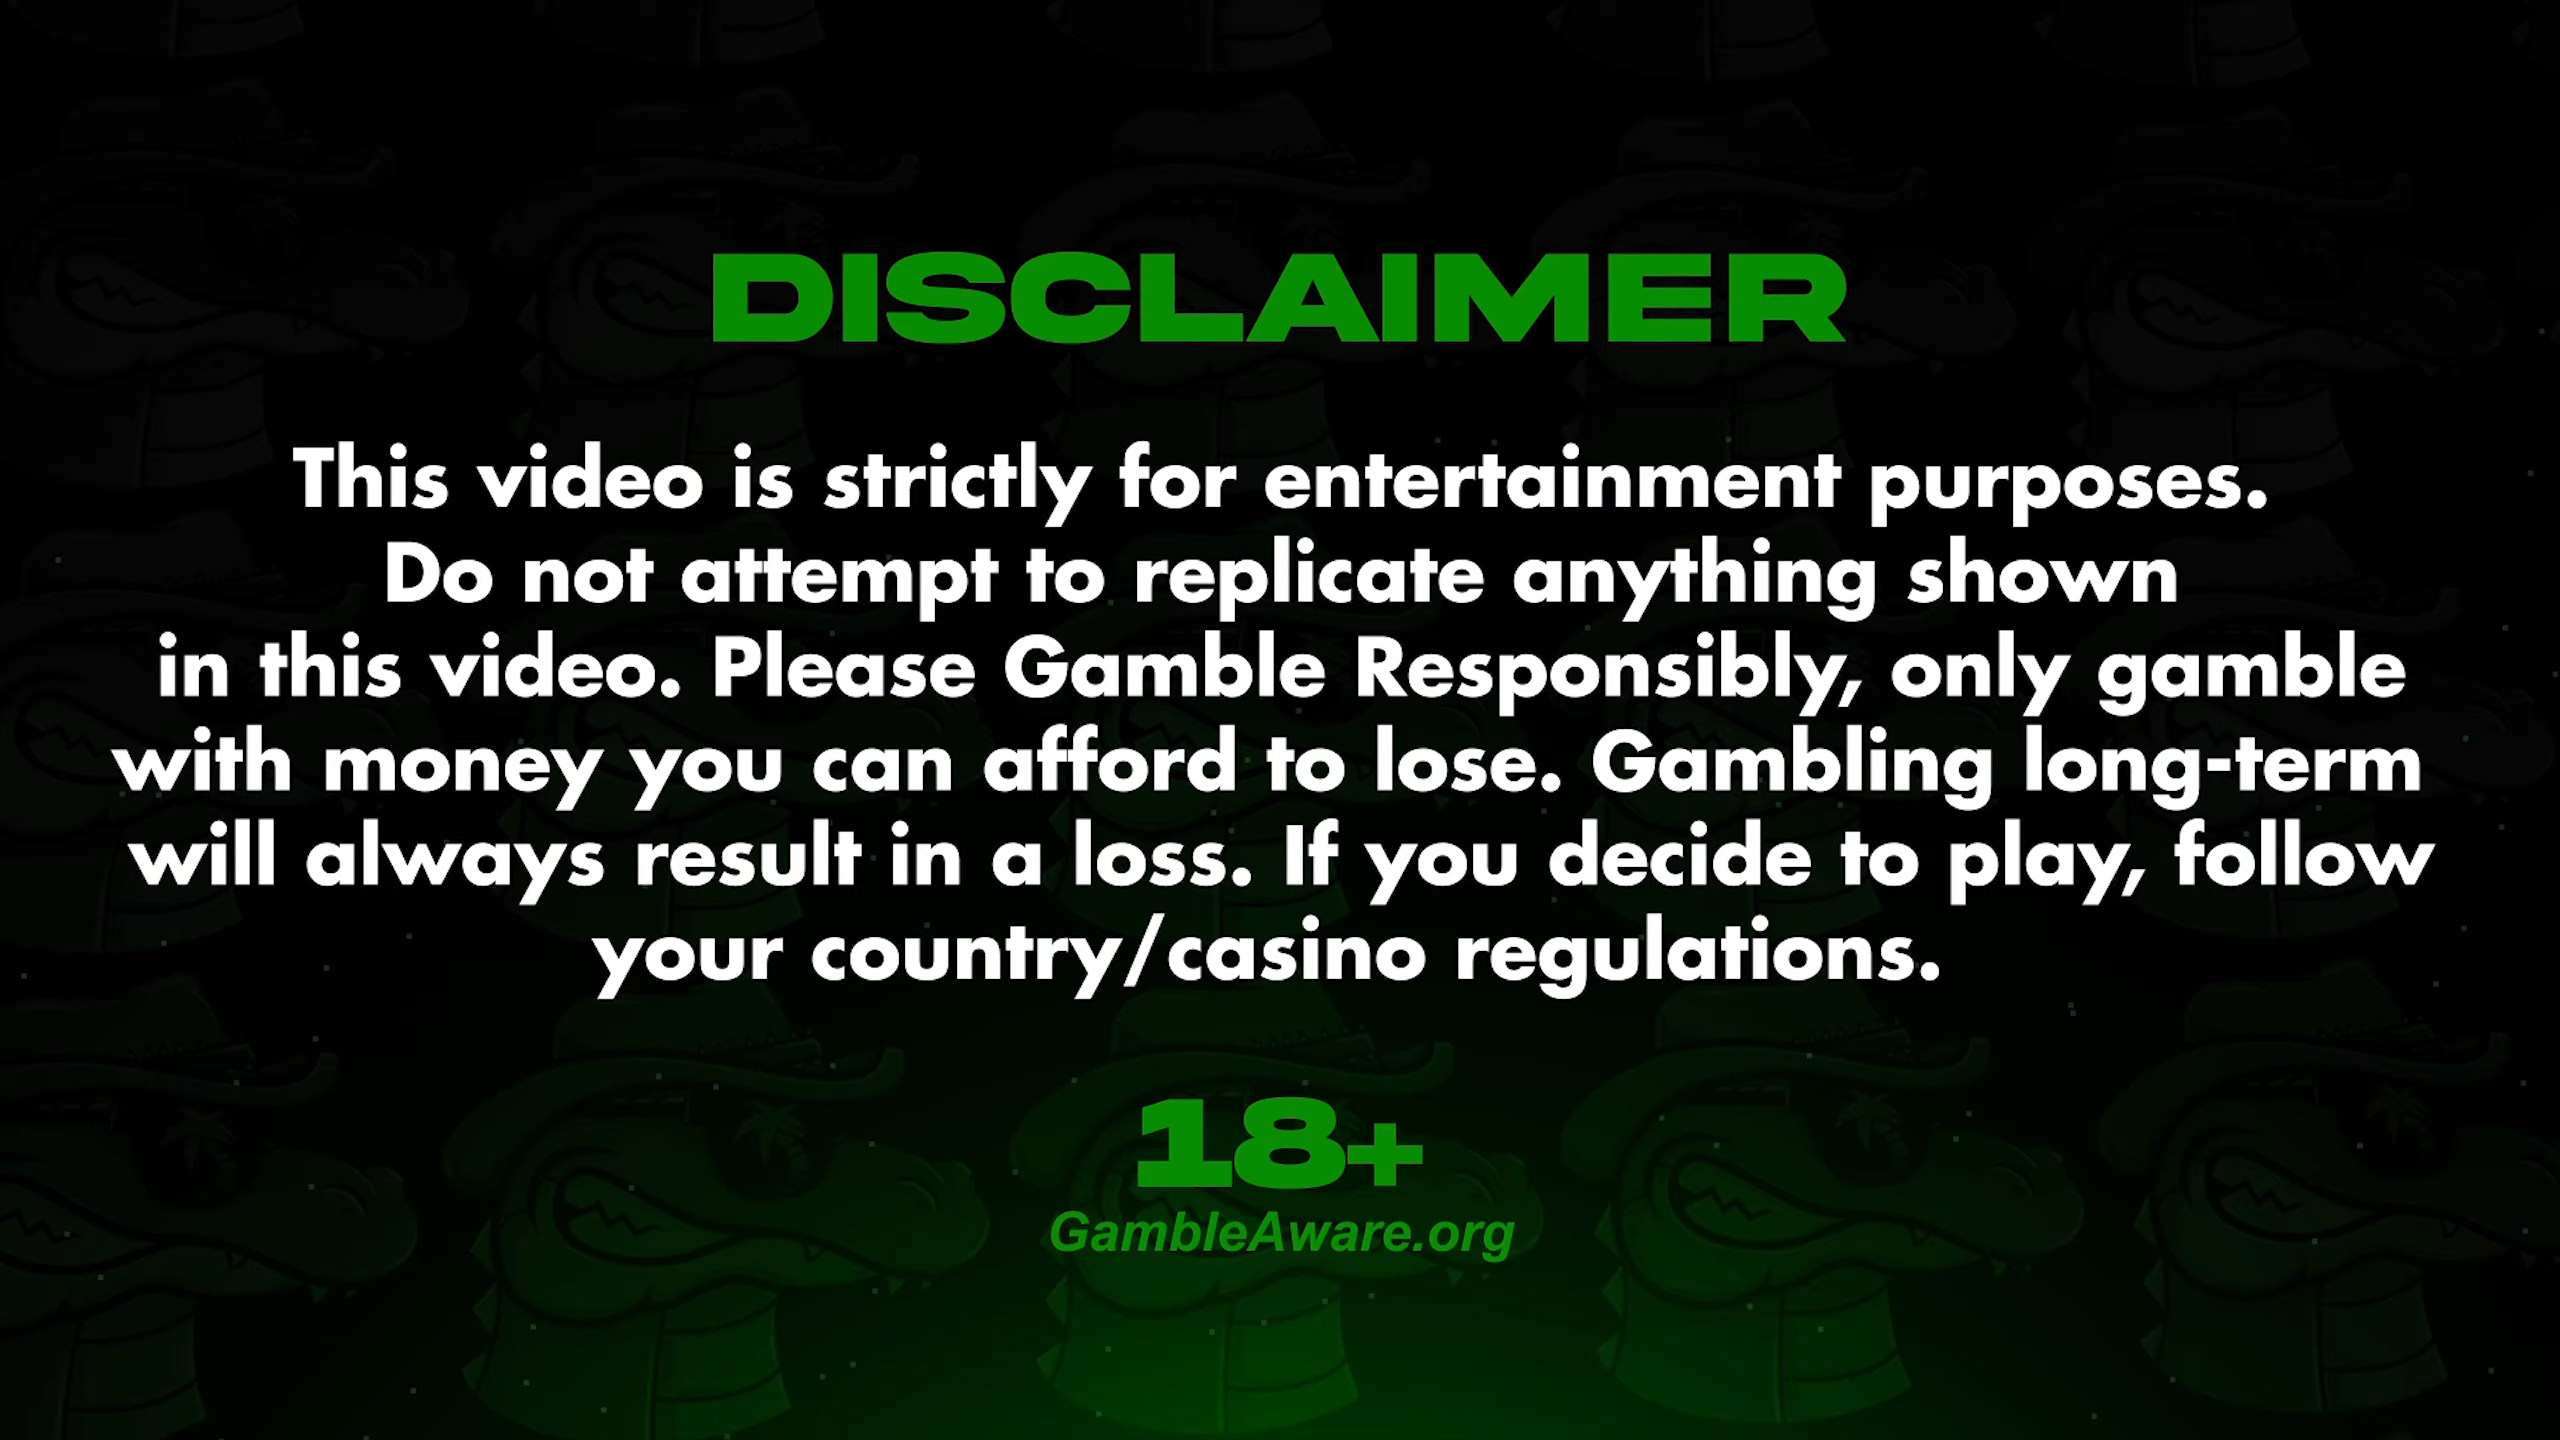 DISCLAIMER
This video is strictly for entertainment purposes.
Do not attempt to replicate anything shown
in this video. Please Gamble Responsibly, only gamble
with money you can afford to lose. Gambling long-term
will always result in a loss. If you decide to play, follow
your country/casino regulations.
18+
GambleAware.org